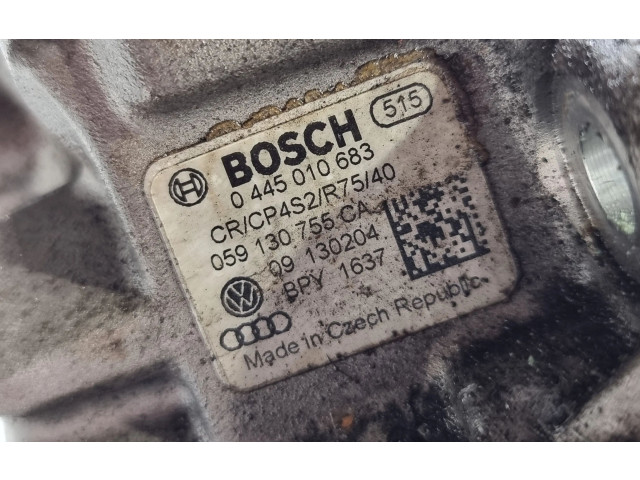 BOSCH 515
0 445 010 683
CR/CP4S2/R75/40
059 130 755 CA
09 130204
BPY 1637
Made in Czech Republic